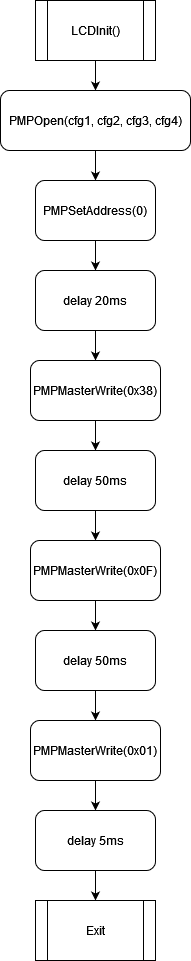 LCDInit()
PMPOpen(cfg1, cfg2, cfg3, cfg4)
PMPSetAddress(0)
delay 20ms
PMPMasterWrite(0x38)
delay 50ms
PMPMasterWrite(0x0F)
delay 50ms
PMPMasterWrite(0x01)
delay 5ms
Exit